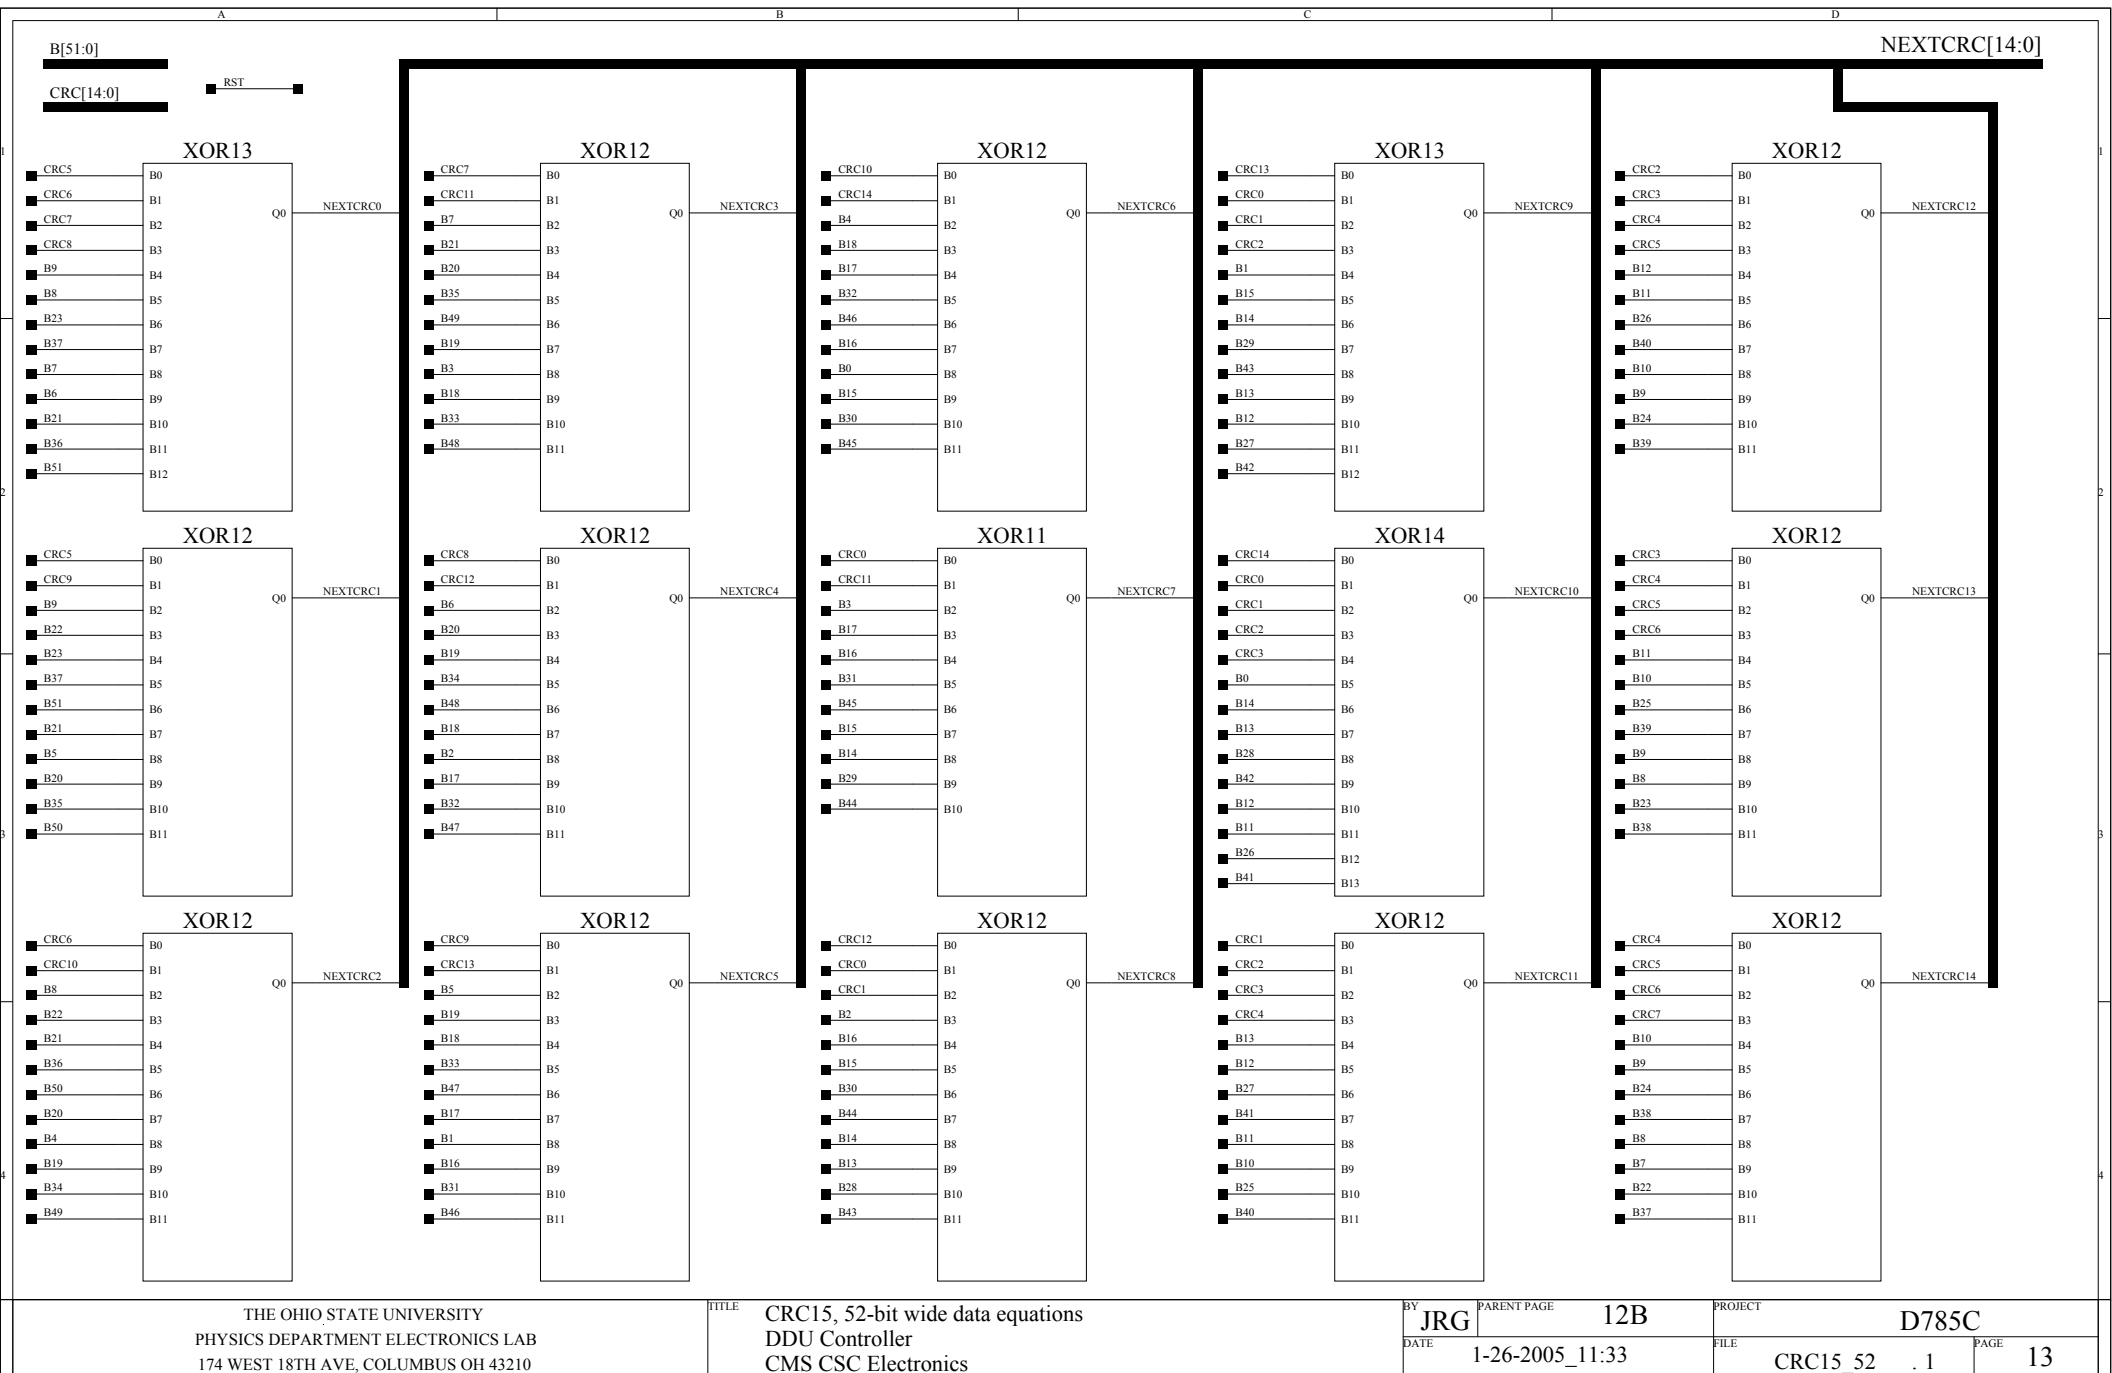 A B C D
B[51:0]
NEXTCRC[14:0]
RST
CRC[14:0]
1
1
2
2
3
3
4
4
XOR13
CRC5 B0
CRC6 B1
Q0 NEXTCRC0
CRC7 B2
CRC8 B3
B9 B4
B8 B5
B23 B6
B37 B7
B7 B8
B6 B9
B21 B10
B36 B11
B51 B12
XOR12
CRC5 B0
CRC9 B1
Q0 NEXTCRC1
B9 B2
B22 B3
B23 B4
B37 B5
B51 B6
B21 B7
B5 B8
B20 B9
B35 B10
B50 B11
XOR12
CRC6 B0
CRC10 B1
Q0 NEXTCRC2
B8 B2
B22 B3
B21 B4
B36 B5
B50 B6
B20 B7
B4 B8
B19 B9
B34 B10
B49 B11
XOR12
CRC7 B0
CRC11 B1
Q0 NEXTCRC3
B7 B2
B21 B3
B20 B4
B35 B5
B49 B6
B19 B7
B3 B8
B18 B9
B33 B10
B48 B11
XOR12
CRC8 B0
CRC12 B1
Q0 NEXTCRC4
B6 B2
B20 B3
B19 B4
B34 B5
B48 B6
B18 B7
B2 B8
B17 B9
B32 B10
B47 B11
XOR12
CRC9 B0
CRC13 B1
Q0 NEXTCRC5
B5 B2
B19 B3
B18 B4
B33 B5
B47 B6
B17 B7
B1 B8
B16 B9
B31 B10
B46 B11
XOR12
CRC10 B0
CRC14 B1
Q0 NEXTCRC6
B4 B2
B18 B3
B17 B4
B32 B5
B46 B6
B16 B7
B0 B8
B15 B9
B30 B10
B45 B11
XOR11
CRC0 B0
CRC11 B1
Q0 NEXTCRC7
B3 B2
B17 B3
B16 B4
B31 B5
B45 B6
B15 B7
B14 B8
B29 B9
B44 B10
XOR12
CRC12 B0
CRC0 B1
Q0 NEXTCRC8
CRC1 B2
B2 B3
B16 B4
B15 B5
B30 B6
B44 B7
B14 B8
B13 B9
B28 B10
B43 B11
XOR13
CRC13 B0
CRC0 B1
Q0 NEXTCRC9
CRC1 B2
CRC2 B3
B1 B4
B15 B5
B14 B6
B29 B7
B43 B8
B13 B9
B12 B10
B27 B11
B42 B12
XOR14
CRC14 B0
CRC0 B1
Q0 NEXTCRC10
CRC1 B2
CRC2 B3
CRC3 B4
B0 B5
B14 B6
B13 B7
B28 B8
B42 B9
B12 B10
B11 B11
B26 B12
B41 B13
XOR12
CRC1 B0
CRC2 B1
Q0 NEXTCRC11
CRC3 B2
CRC4 B3
B13 B4
B12 B5
B27 B6
B41 B7
B11 B8
B10 B9
B25 B10
B40 B11
XOR12
CRC2 B0
CRC3 B1
Q0 NEXTCRC12
CRC4 B2
CRC5 B3
B12 B4
B11 B5
B26 B6
B40 B7
B10 B8
B9 B9
B24 B10
B39 B11
XOR12
CRC3 B0
CRC4 B1
Q0 NEXTCRC13
CRC5 B2
CRC6 B3
B11 B4
B10 B5
B25 B6
B39 B7
B9 B8
B8 B9
B23 B10
B38 B11
XOR12
CRC4 B0
CRC5 B1
Q0 NEXTCRC14
CRC6 B2
CRC7 B3
B10 B4
B9 B5
B24 B6
B38 B7
B8 B8
B7 B9
B22 B10
B37 B11
THE OHIO STATE UNIVERSITY
PHYSICS DEPARTMENT ELECTRONICS LAB
174 WEST 18TH AVE, COLUMBUS OH 43210
TITLE CRC15, 52-bit wide data equations
DDU Controller
CMS CSC Electronics
BY JRG
PARENT PAGE 12B
PROJECT D785C
DATE 1-26-2005_11:33
FILE CRC15_52 . 1
PAGE 13